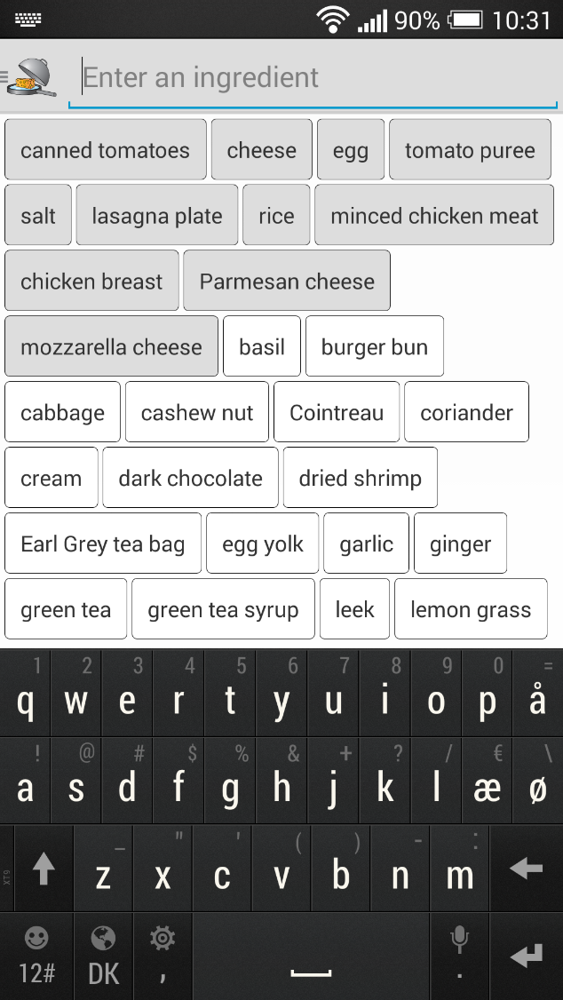 90% 10:31
Enter an ingredient
canned tomatoes cheese egg tomato puree
salt lasagna plate rice minced chicken meat
chicken breast Parmesan cheese
mozzarella cheese basil burger bun
cabbage cashew nut Cointreau coriander
cream dark chocolate dried shrimp
Earl Grey tea bag egg yolk garlic ginger
green tea green tea syrup leek lemon grass
1 2 3 4 5 6 7 8 9 0 =
q w e r t y u i o p å
! @ # $ % & + ? / € \
a s d f g h j k l æ ø
_ " ' ( ) - :
XT9 z x c v b n m
12# DK , .